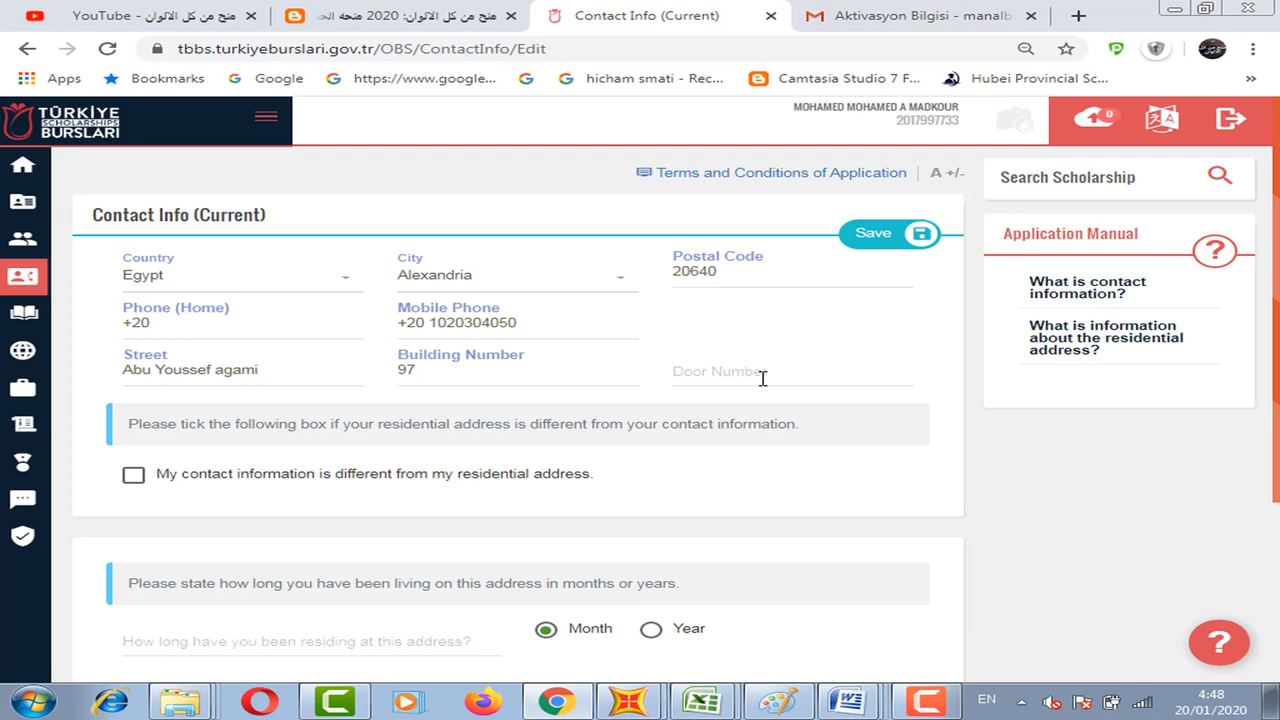 YouTube - منح من كل الالوان
منح من كل الالوان: 2020 منحه الحـ
Contact Info (Current)
Aktivasyon Bilgisi - manalb
tbbs.turkiyeburslari.gov.tr/OBS/ContactInfo/Edit
Apps
Bookmarks
Google
https://www.google...
hicham smati - Rec...
Camtasia Studio 7 F...
Hubei Provincial Sc...
»
TÜRKİYE
SCHOLARSHIPS
BURSLARI
MOHAMED MOHAMED A MADKOUR
2017997733
0
Terms and Conditions of Application
A +/-
Search Scholarship
Contact Info (Current)
Save
Application Manual
?
What is contact
information?
What is information
about the residential
address?
Country
Egypt
City
Alexandria
Postal Code
20640
Phone (Home)
+20
Mobile Phone
+20 1020304050
Street
Abu Youssef agami
Building Number
97
Door Number
Please tick the following box if your residential address is different from your contact information.
My contact information is different from my residential address.
Please state how long you have been living on this address in months or years.
How long have you been residing at this address?
Month
Year
?
EN
4:48
20/01/2020